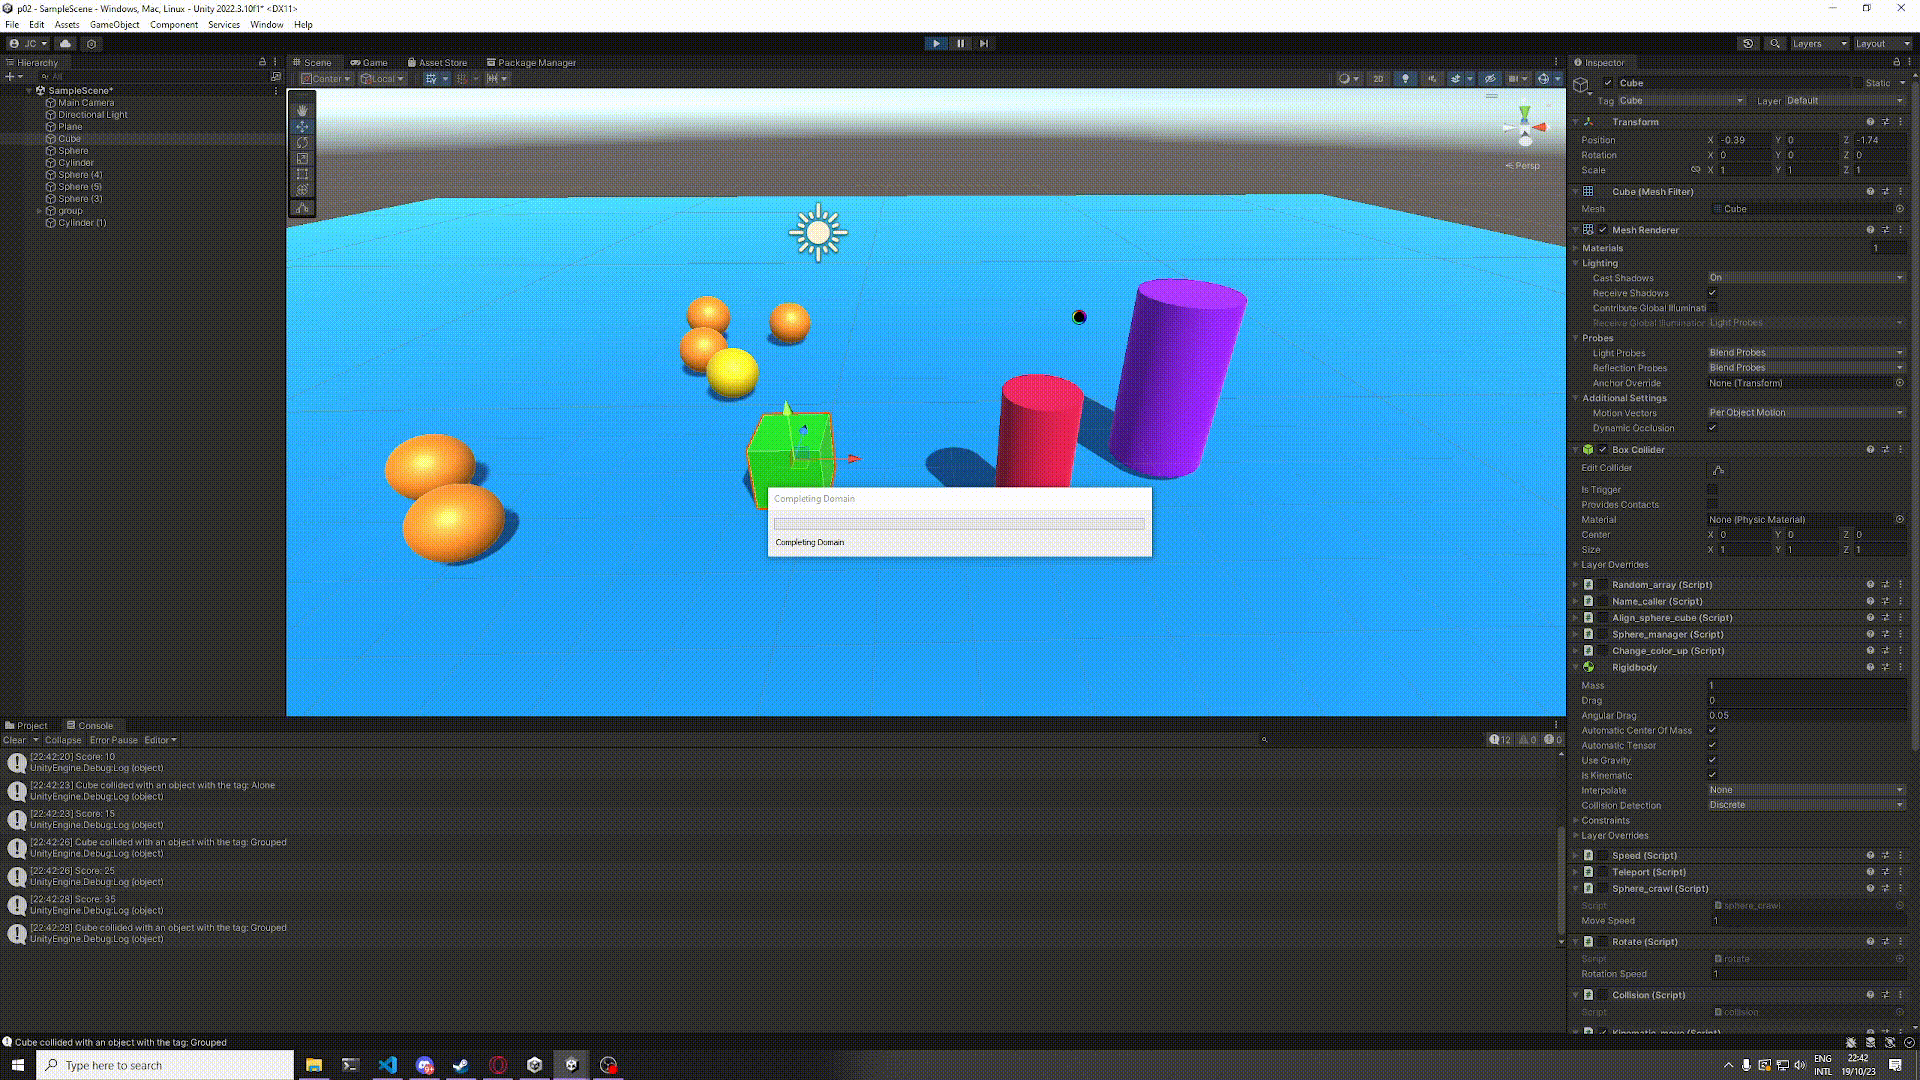 p02 - SampleScene - Windows, Mac, Linux - Unity 2022.3.10f1* <DX11>
File Edit Assets GameObject Component Services Window Help
JC Layers Layout
Hierarchy
All
SampleScene*
Main Camera
Directional Light
Plane
Cube
Sphere
Cylinder
Sphere (4)
Sphere (5)
Sphere (3)
group
Cylinder (1)
Scene Game Asset Store Package Manager
Center Local 2D
Persp
Completing Domain
Completing Domain
Inspector
Cube Static
Tag Cube Layer Default
Transform
Position X -0.39 Y 0 Z -1.74
Rotation X 0 Y 0 Z 0
Scale X 1 Y 1 Z 1
Cube (Mesh Filter)
Mesh Cube
Mesh Renderer
Materials 1
Lighting
Cast Shadows On
Receive Shadows
Contribute Global Illuminati
Receive Global Illumination Light Probes
Probes
Light Probes Blend Probes
Reflection Probes Blend Probes
Anchor Override None (Transform)
Additional Settings
Motion Vectors Per Object Motion
Dynamic Occlusion
Box Collider
Edit Collider
Is Trigger
Provides Contacts
Material None (Physic Material)
Center X 0 Y 0 Z 0
Size X 1 Y 1 Z 1
Layer Overrides
Random_array (Script)
Name_caller (Script)
Align_sphere_cube (Script)
Sphere_manager (Script)
Change_color_up (Script)
Rigidbody
Mass 1
Drag 0
Angular Drag 0.05
Automatic Center Of Mass
Automatic Tensor
Use Gravity
Is Kinematic
Interpolate None
Collision Detection Discrete
Constraints
Layer Overrides
Speed (Script)
Teleport (Script)
Sphere_crawl (Script)
Script sphere_crawl
Move Speed 1
Rotate (Script)
Script rotate
Rotation Speed 1
Collision (Script)
Script collision
Kinematic_move (Script)
Project Console
Clear Collapse Error Pause Editor 12 0 0
[22:42:20] Score: 10
UnityEngine.Debug:Log (object)
[22:42:23] Cube collided with an object with the tag: Alone
UnityEngine.Debug:Log (object)
[22:42:23] Score: 15
UnityEngine.Debug:Log (object)
[22:42:26] Cube collided with an object with the tag: Grouped
UnityEngine.Debug:Log (object)
[22:42:26] Score: 25
UnityEngine.Debug:Log (object)
[22:42:28] Score: 35
UnityEngine.Debug:Log (object)
[22:42:28] Cube collided with an object with the tag: Grouped
UnityEngine.Debug:Log (object)
Cube collided with an object with the tag: Grouped
Type here to search
ENG
INTL
22:42
19/10/23